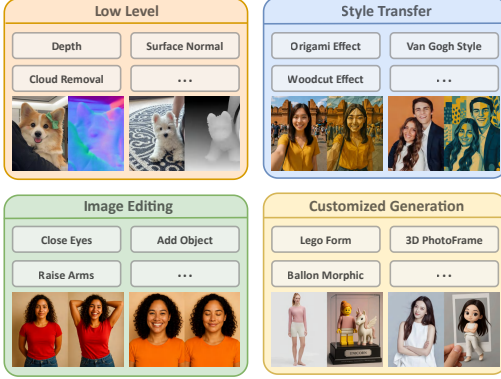 Low Level
Depth
Surface Normal
Cloud Removal
...
Style Transfer
Origami Effect
Van Gogh Style
Woodcut Effect
...
Image Editing
Close Eyes
Add Object
Raise Arms
...
Customized Generation
Lego Form
3D PhotoFrame
Ballon Morphic
...